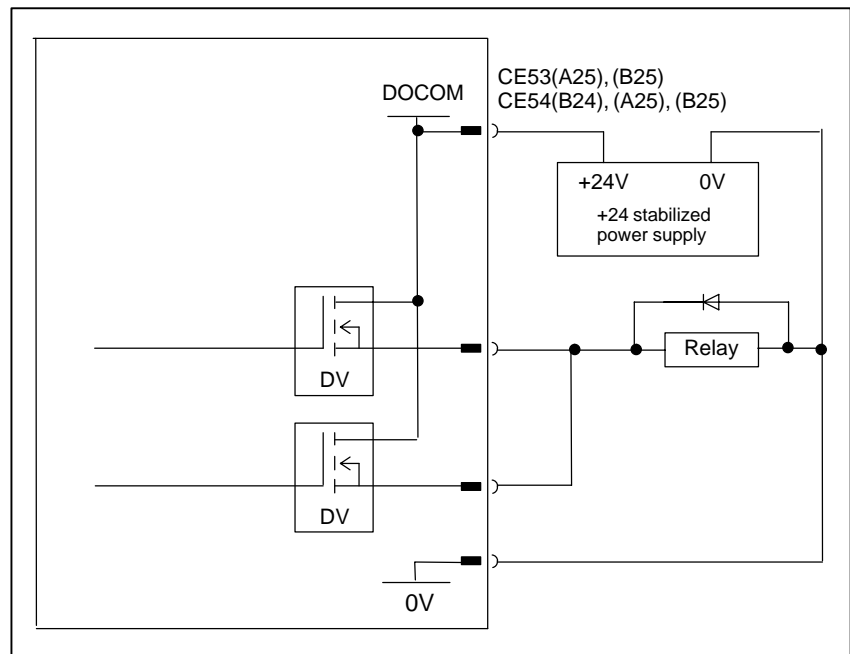 CE53(A25), (B25)
CE54(B24), (A25), (B25)
DOCOM
+24V
0V
+24 stabilized
power supply
Relay
DV
DV
0V